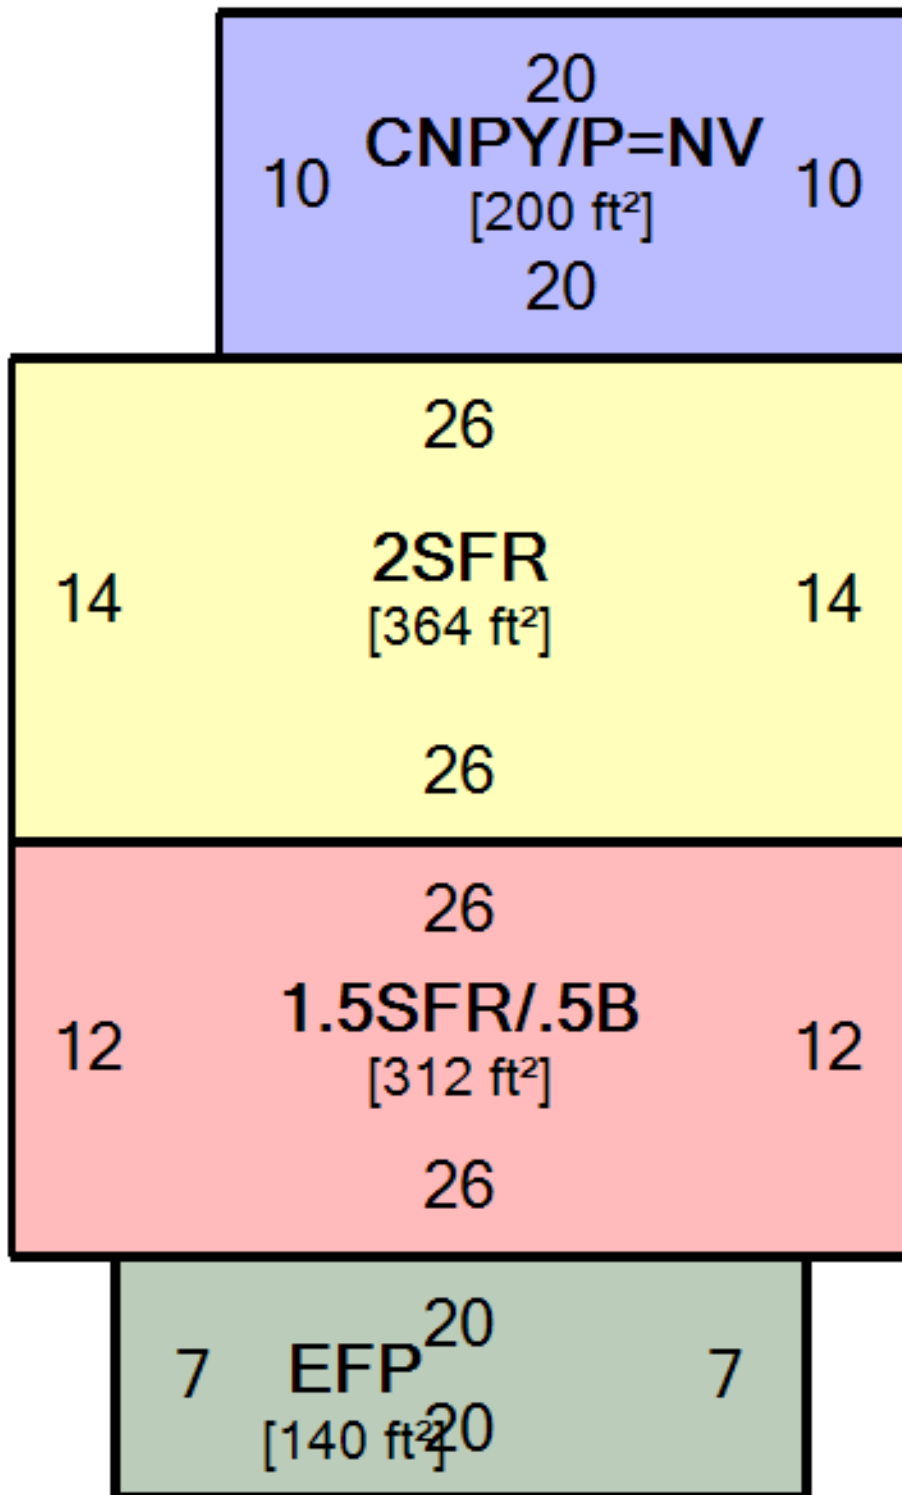 20
CNPY/P=NV
10 10
[200 ft²]
20
26
2SFR
14 14
[364 ft²]
26
26
1.5SFR/.5B
12 12
[312 ft²]
26
20
7 EFP 7
20
[140 ft²]